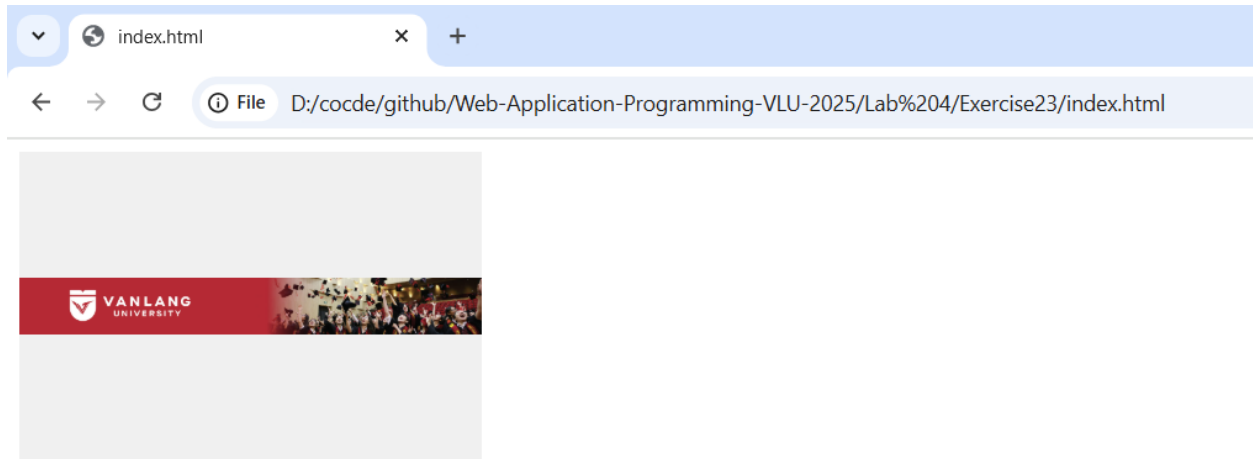 index.html
File D:/cocde/github/Web-Application-Programming-VLU-2025/Lab%204/Exercise23/index.html
VANLANG
UNIVERSITY